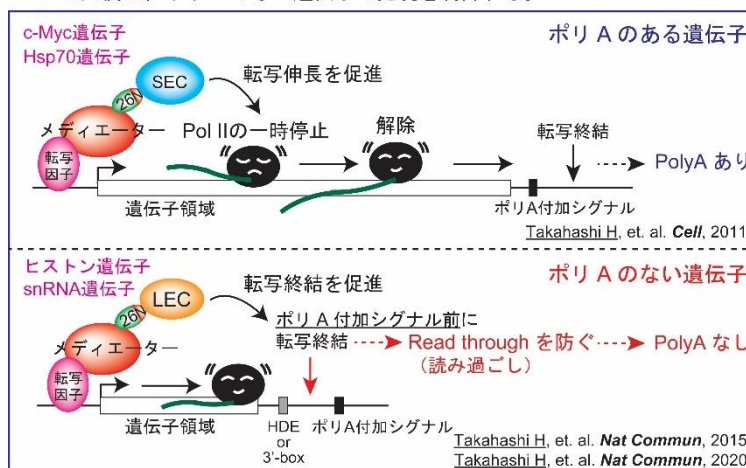 c-Myc遺伝子
Hsp70遺伝子
ポリ A のある遺伝子
SEC
26N
転写伸長を促進
メディエーター
Pol IIの一時停止
解除
転写終結
転写
因子
PolyA あり
遺伝子領域
ポリA付加シグナル
Takahashi H, et. al. Cell, 2011
ヒストン遺伝子
snRNA遺伝子
ポリ A のない遺伝子
LEC
26N
転写終結を促進
ポリ A 付加シグナル前に
転写終結
Read through を防ぐ
(読み過ごし)
PolyA なし
メディエーター
転写
因子
遺伝子領域
HDE
or
3'-box
ポリA付加シグナル
Takahashi H, et. al. Nat Commun, 2015
Takahashi H, et. al. Nat Commun, 2020